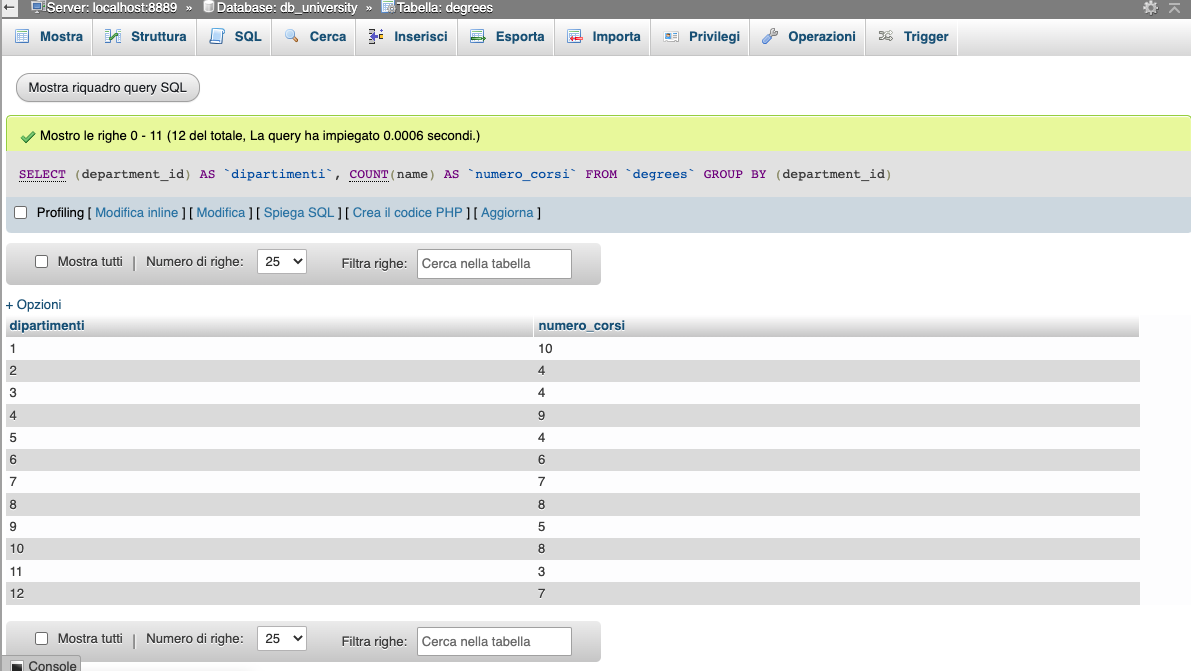 Server: localhost:8889 » Database: db_university » Tabella: degrees
Mostra Struttura SQL Cerca Inserisci Esporta Importa Privilegi Operazioni Trigger
Mostra riquadro query SQL
Mostro le righe 0 - 11 (12 del totale, La query ha impiegato 0.0006 secondi.)
SELECT (department_id) AS `dipartimenti`, COUNT(name) AS `numero_corsi` FROM `degrees` GROUP BY (department_id)
Profiling [ Modifica inline ] [ Modifica ] [ Spiega SQL ] [ Crea il codice PHP ] [ Aggiorna ]
Mostra tutti | Numero di righe: 25 Filtra righe: Cerca nella tabella
+ Opzioni
dipartimenti numero_corsi
1 10
2 4
3 4
4 9
5 4
6 6
7 7
8 8
9 5
10 8
11 3
12 7
Mostra tutti | Numero di righe: 25 Filtra righe: Cerca nella tabella
Console